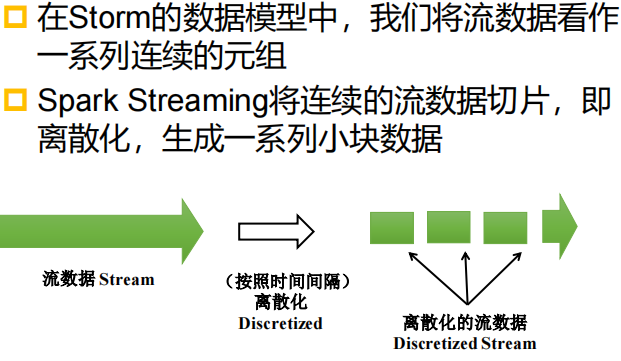 在Storm的数据模型中，我们将流数据看作
一系列连续的元组
Spark Streaming将连续的流数据切片，即
离散化，生成一系列小块数据
流数据 Stream
（按照时间间隔）
离散化
Discretized
离散化的流数据
Discretized Stream